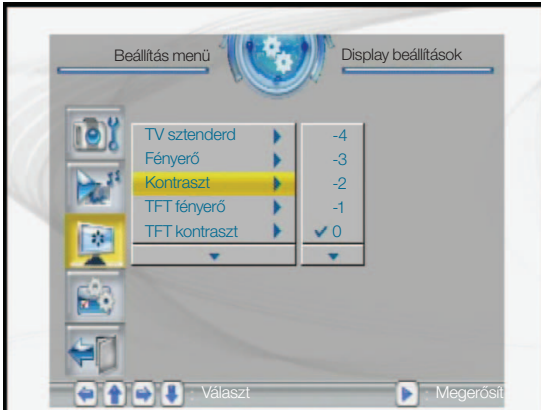 Beállítás menü
Display beállítások
TV sztenderd
-4
Fényerő
-3
Kontraszt
-2
TFT fényerő
-1
TFT kontraszt
0
: Választ
: Megerősít